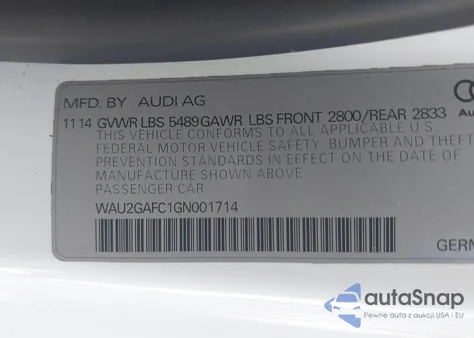 MFD. BY AUDI AG
11 14 GVWR LBS 5489 GAWR LBS FRONT 2800/REAR 2833
THIS VEHICLE CONFORMS TO ALL APPLICABLE U S
FEDERAL MOTOR VEHICLE SAFETY, BUMPER AND THEFT
PREVENTION STANDARDS IN EFFECT ON THE DATE OF
MANUFACTURE SHOWN ABOVE.
PASSENGER CAR
WAU2GAFC1GN001714
autoSnap
Pewne auta z aukcji USA i EU